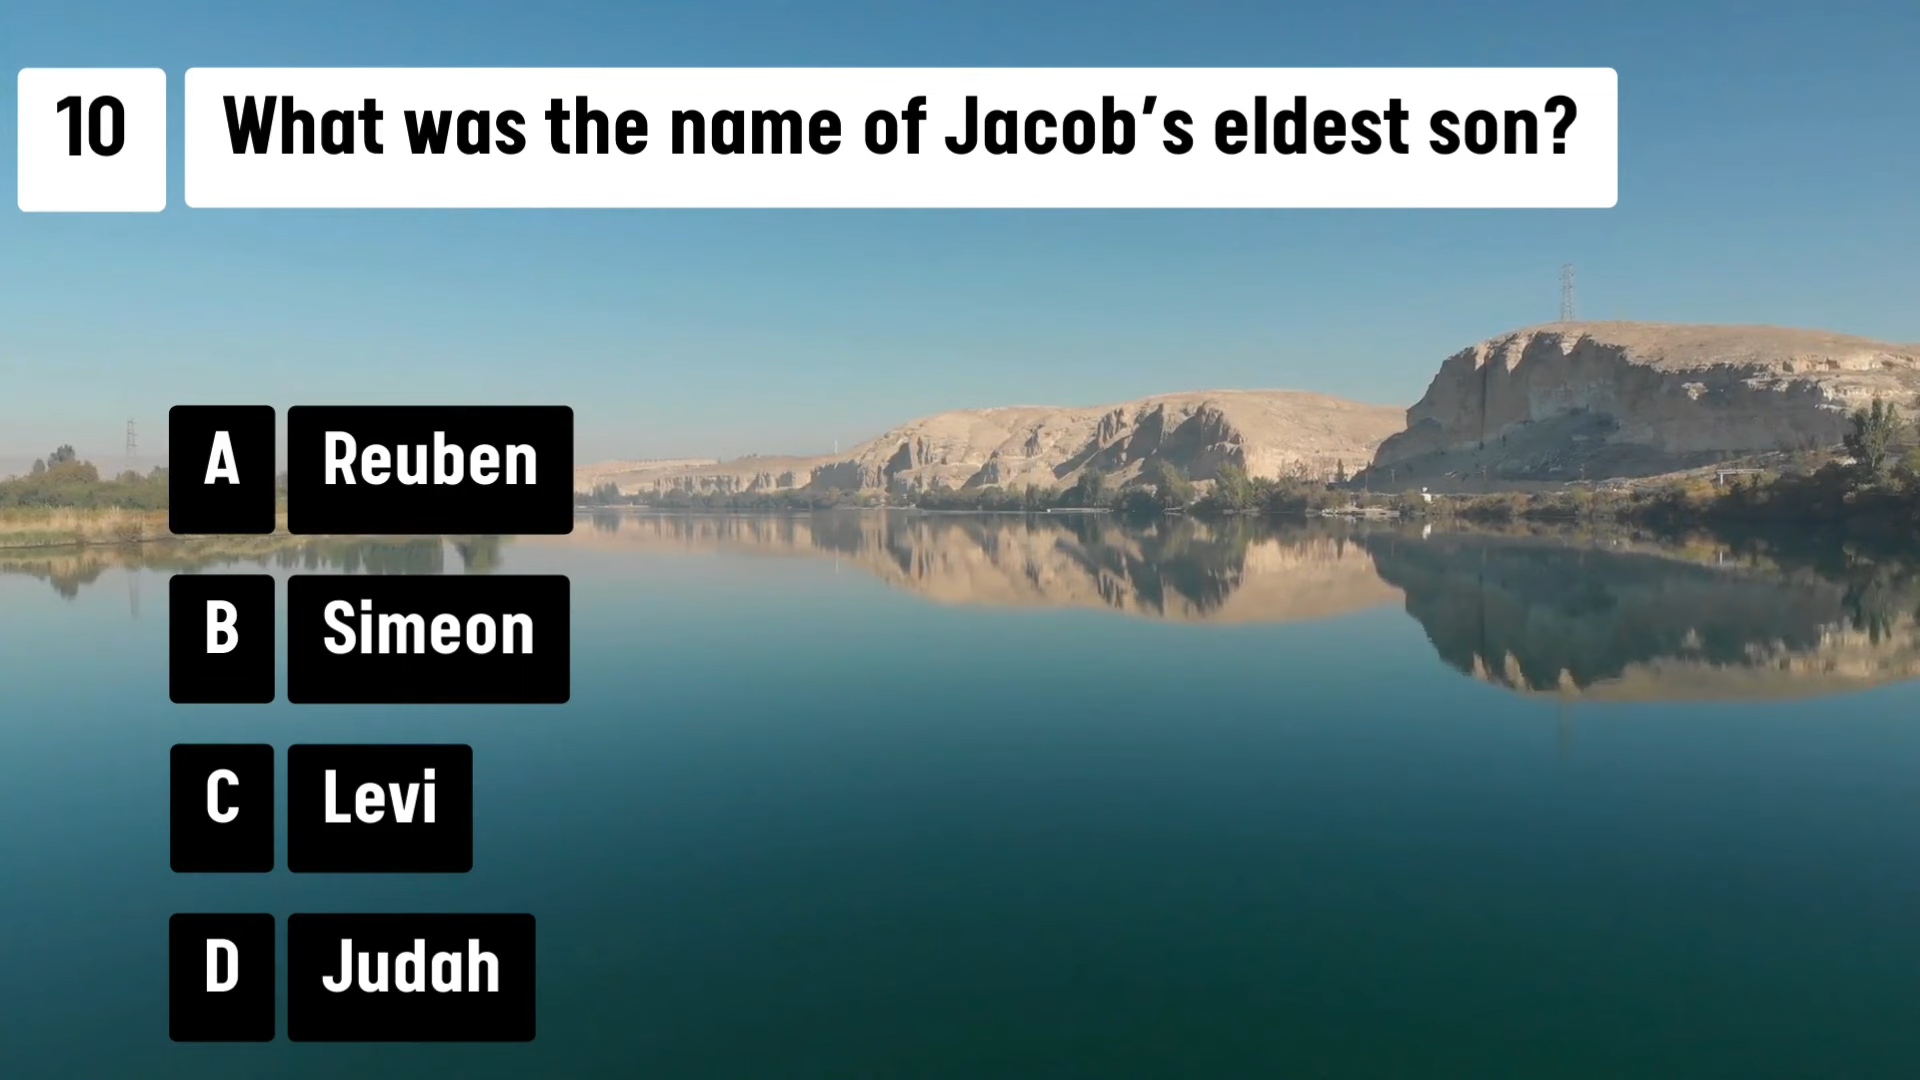 10 What was the name of Jacob's eldest son?
A Reuben
B Simeon
C Levi
D Judah